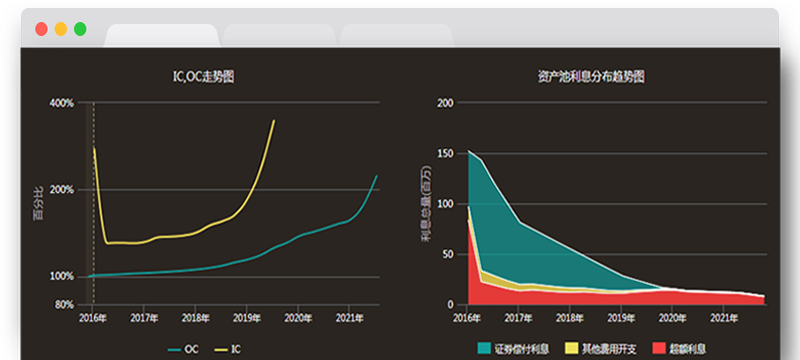 IC,OC走势图
400%
200%
100%
80%
百分比
2016年 2017年 2018年 2019年 2020年 2021年
OC IC
资产池利息分布趋势图
200
150
100
50
0
利息总量(百万)
2016年 2017年 2018年 2019年 2020年 2021年
证券偿付利息 其他费用开支 超额利息